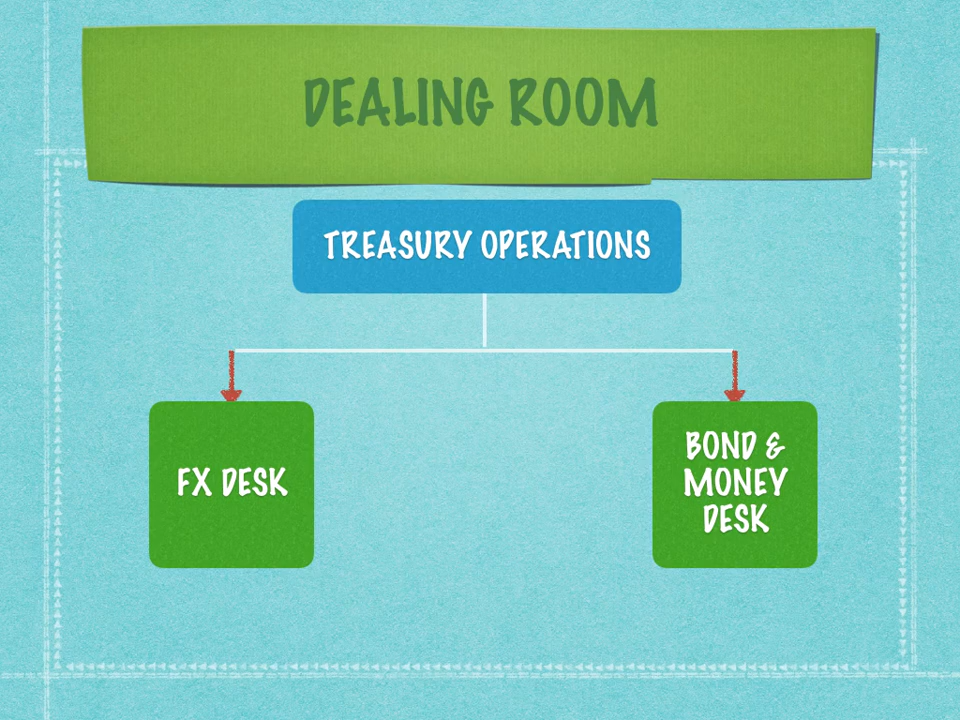 DEALING ROOM
TREASURY OPERATIONS
FX DESK
BOND &
MONEY
DESK